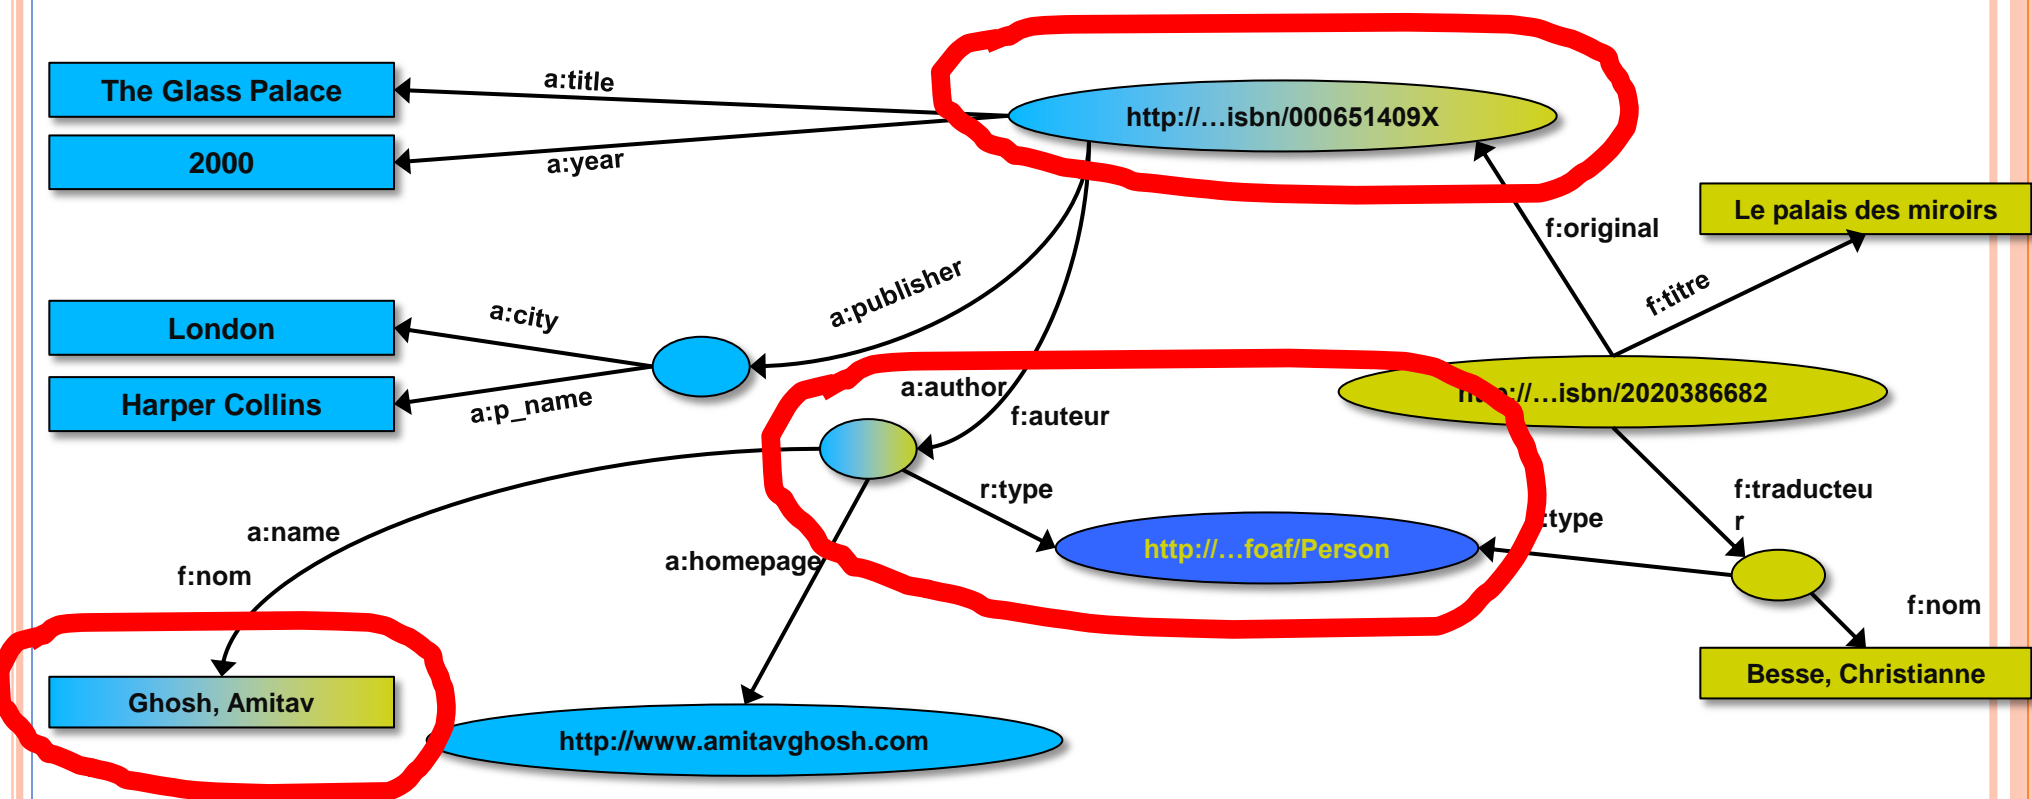 a:title
The Glass Palace
http://…isbn/000651409X
2000
a:year
Le palais des miroirs
f:original
a:publisher
f:titre
a:city
London
a:author
http://…isbn/2020386682
Harper Collins
a:p_name
f:auteur
r:type
f:traducteu
r
:type
a:name
http://…foaf/Person
a:homepage
f:nom
f:nom
Besse, Christianne
Ghosh, Amitav
http://www.amitavghosh.com